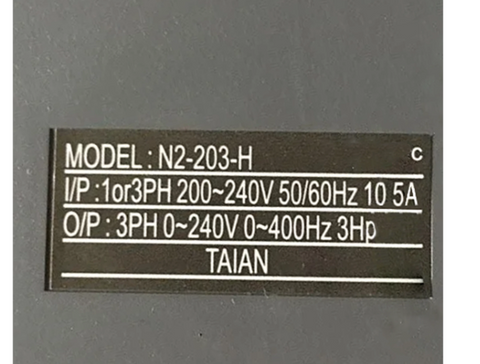 MODEL : N2-203-H C
I/P :1or3PH 200~240V 50/60Hz 10 5A
O/P : 3PH 0~240V 0~400Hz 3Hp
TAIAN